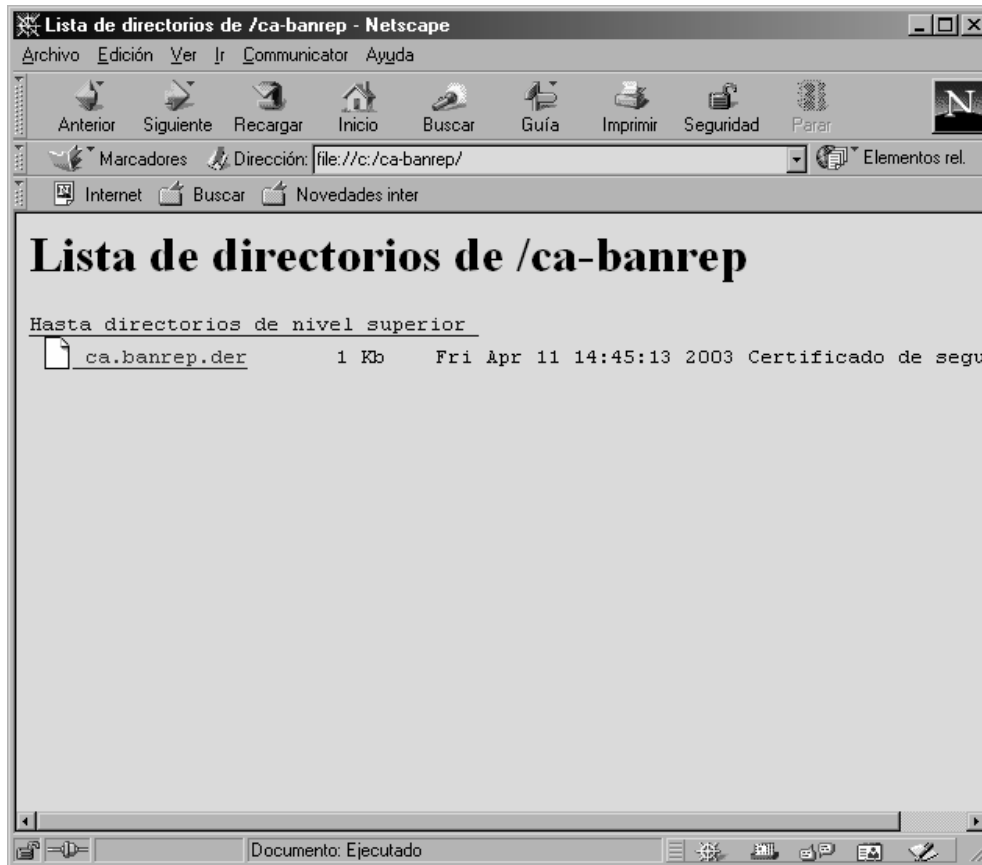 Lista de directorios de /ca-banrep - Netscape
Archivo Edición Ver Ir Communicator Ayuda
Anterior Siguiente Recargar Inicio Buscar Guía Imprimir Seguridad Parar
N
Marcadores Dirección: file://c:/ca-banrep/ Elementos rel.
Internet Buscar Novedades inter
Lista de directorios de /ca-banrep
Hasta directorios de nivel superior
ca.banrep.der 1 Kb Fri Apr 11 14:45:13 2003 Certificado de segu
Documento: Ejecutado